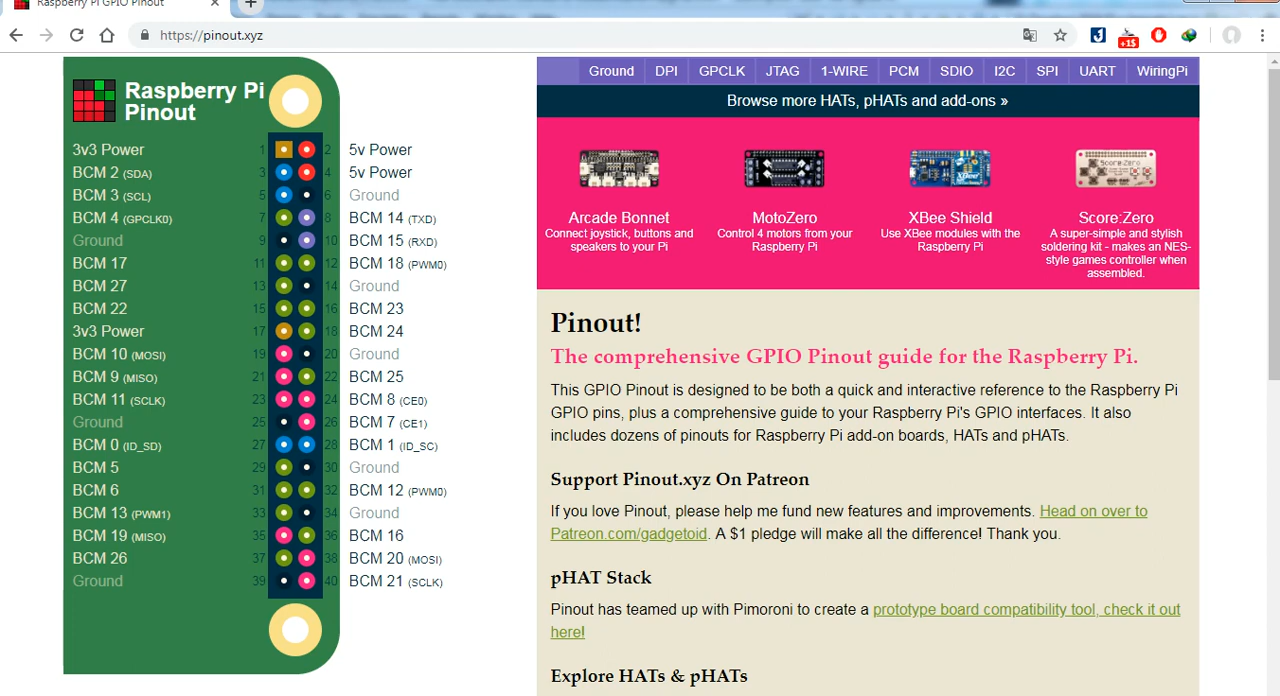 Raspberry Pi GPIO Pinout
https://pinout.xyz
+1$
Raspberry Pi
Pinout
3v3 Power 1 2 5v Power
BCM 2 (SDA) 3 4 5v Power
BCM 3 (SCL) 5 6 Ground
BCM 4 (GPCLK0) 7 8 BCM 14 (TXD)
Ground 9 10 BCM 15 (RXD)
BCM 17 11 12 BCM 18 (PWM0)
BCM 27 13 14 Ground
BCM 22 15 16 BCM 23
3v3 Power 17 18 BCM 24
BCM 10 (MOSI) 19 20 Ground
BCM 9 (MISO) 21 22 BCM 25
BCM 11 (SCLK) 23 24 BCM 8 (CE0)
Ground 25 26 BCM 7 (CE1)
BCM 0 (ID_SD) 27 28 BCM 1 (ID_SC)
BCM 5 29 30 Ground
BCM 6 31 32 BCM 12 (PWM0)
BCM 13 (PWM1) 33 34 Ground
BCM 19 (MISO) 35 36 BCM 16
BCM 26 37 38 BCM 20 (MOSI)
Ground 39 40 BCM 21 (SCLK)
Ground DPI GPCLK JTAG 1-WIRE PCM SDIO I2C SPI UART WiringPi
Browse more HATs, pHATs and add-ons »
Arcade Bonnet
Connect joystick, buttons and
speakers to your Pi
MotoZero
Control 4 motors from your
Raspberry Pi
XBee Shield
Use XBee modules with the
Raspberry Pi
Score:Zero
A super-simple and stylish
soldering kit - makes an NES-
style games controller when
assembled.
Pinout!
The comprehensive GPIO Pinout guide for the Raspberry Pi.
This GPIO Pinout is designed to be both a quick and interactive reference to the Raspberry Pi
GPIO pins, plus a comprehensive guide to your Raspberry Pi's GPIO interfaces. It also
includes dozens of pinouts for Raspberry Pi add-on boards, HATs and pHATs.
Support Pinout.xyz On Patreon
If you love Pinout, please help me fund new features and improvements. Head on over to
Patreon.com/gadgetoid. A $1 pledge will make all the difference! Thank you.
pHAT Stack
Pinout has teamed up with Pimoroni to create a prototype board compatibility tool, check it out
here!
Explore HATs & pHATs